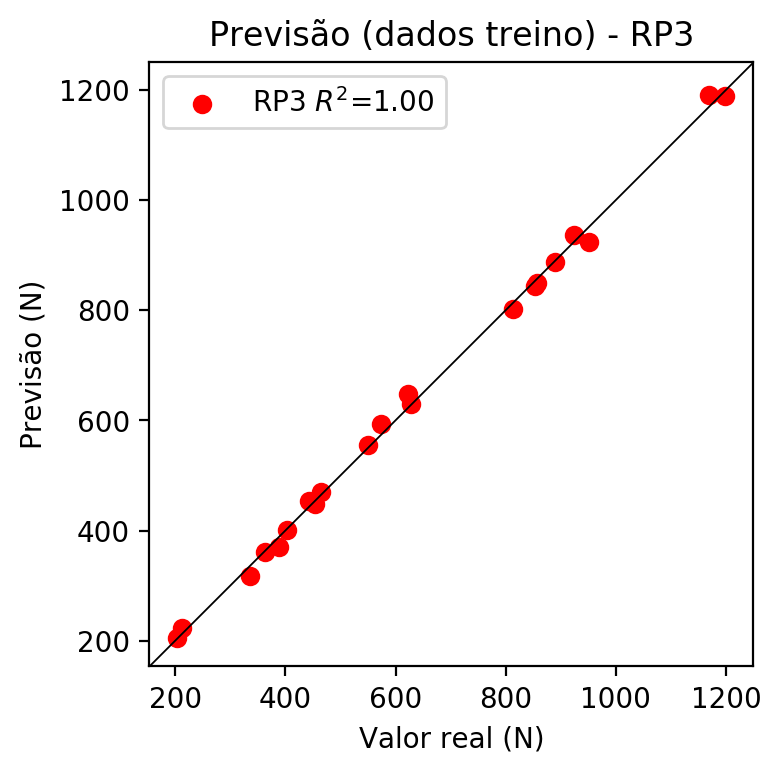 Previsão (dados treino) - RP3
RP3 R²=1.00
1200
1000
800
600
400
200
Previsão (N)
200 400 600 800 1000 1200
Valor real (N)